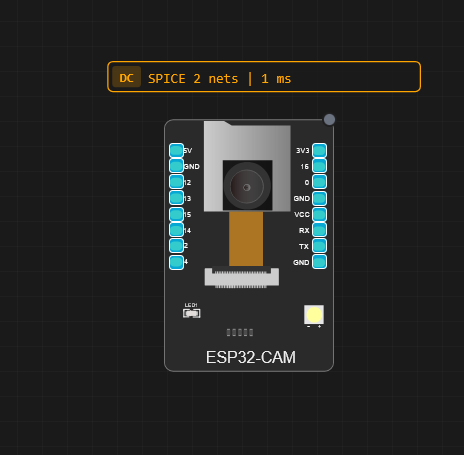 DC SPICE 2 nets | 1 ms
5V 3V3
GND 16
12 0
13 GND
15 VCC
14 RX
2 TX
4 GND
LED1
- +
ESP32-CAM